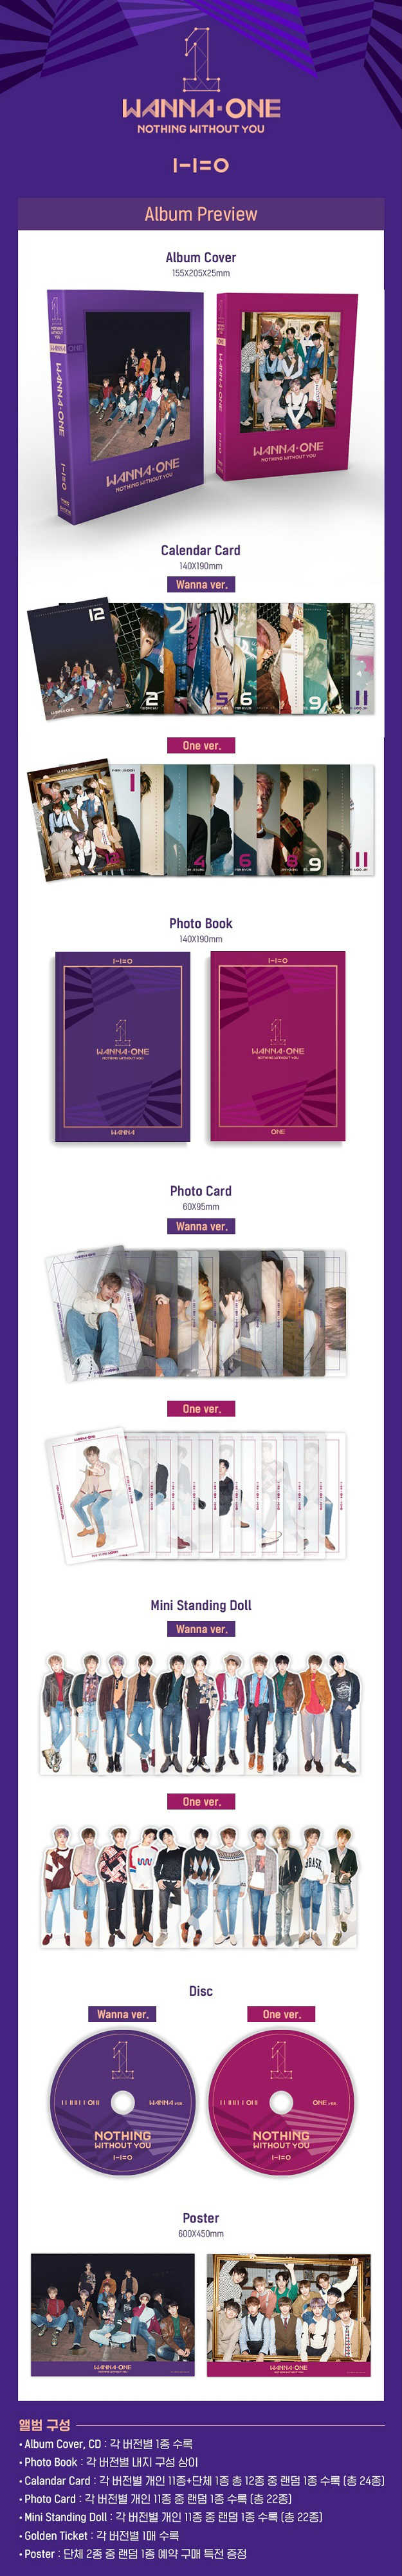 1
WANNA·ONE
NOTHING WITHOUT YOU
1-1=0
Album Preview
Album Cover
155X205X25mm
WANNA·ONE
1-1=0
WANNA·ONE
NOTHING WITHOUT YOU
WANNA·ONE
WANNA·ONE
NOTHING WITHOUT YOU
Calendar Card
140X190mm
Wanna ver.
12
2
5
6
9
11
One ver.
1
12
4
6
8
9
11
Photo Book
140X190mm
1-1=0
1-1=0
WANNA·ONE
NOTHING WITHOUT YOU
WANNA·ONE
NOTHING WITHOUT YOU
WANNA
ONE
Photo Card
60X95mm
Wanna ver.
One ver.
Mini Standing Doll
Wanna ver.
One ver.
Disc
Wanna ver.
One ver.
WANNA ver.
ONE ver.
NOTHING
WITHOUT YOU
1-1=0
NOTHING
WITHOUT YOU
1-1=0
Poster
600X450mm
WANNA·ONE
WANNA·ONE
앨범 구성
• Album Cover, CD : 각 버전별 1종 수록
• Photo Book : 각 버전별 내지 구성 상이
• Calandar Card : 각 버전별 개인 11종+단체 1종 총 12종 중 랜덤 1종 수록 (총 24종)
• Photo Card : 각 버전별 개인 11종 중 랜덤 1종 수록 (총 22종)
• Mini Standing Doll : 각 버전별 개인 11종 중 랜덤 1종 수록 (총 22종)
• Golden Ticket : 각 버전별 1매 수록
• Poster : 단체 2종 중 랜덤 1종 예약 구매 특전 증정